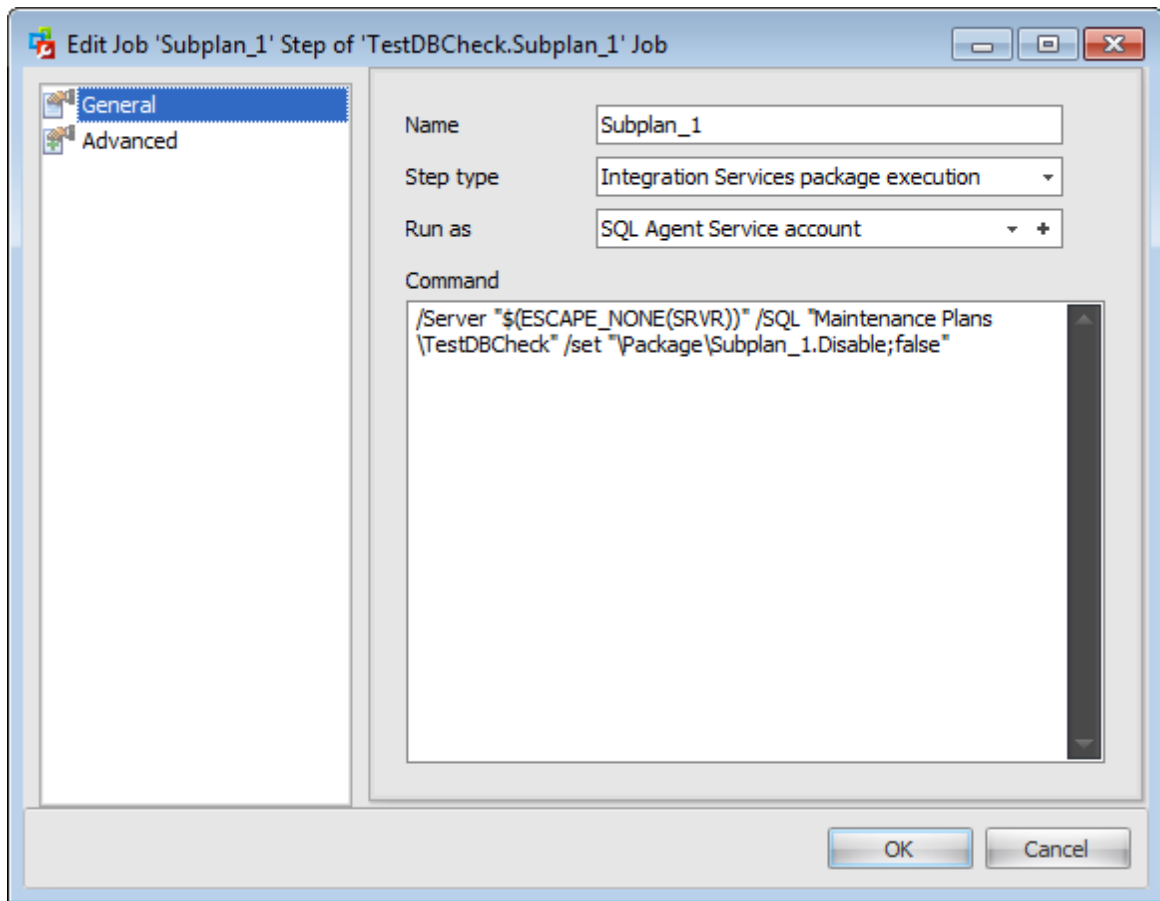 Edit Job 'Subplan_1' Step of 'TestDBCheck.Subplan_1' Job
General
Advanced
Name
Subplan_1
Step type
Integration Services package execution
Run as
SQL Agent Service account
Command
/Server "$(ESCAPE_NONE(SRVR))" /SQL "Maintenance Plans
\TestDBCheck" /set "\Package\Subplan_1.Disable;false"
OK
Cancel